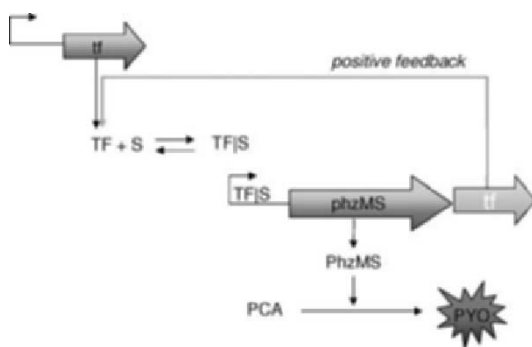 tf
positive feedback
TF + S TF|S
TF|S phzMS tf
PhzMS
PCA PYO